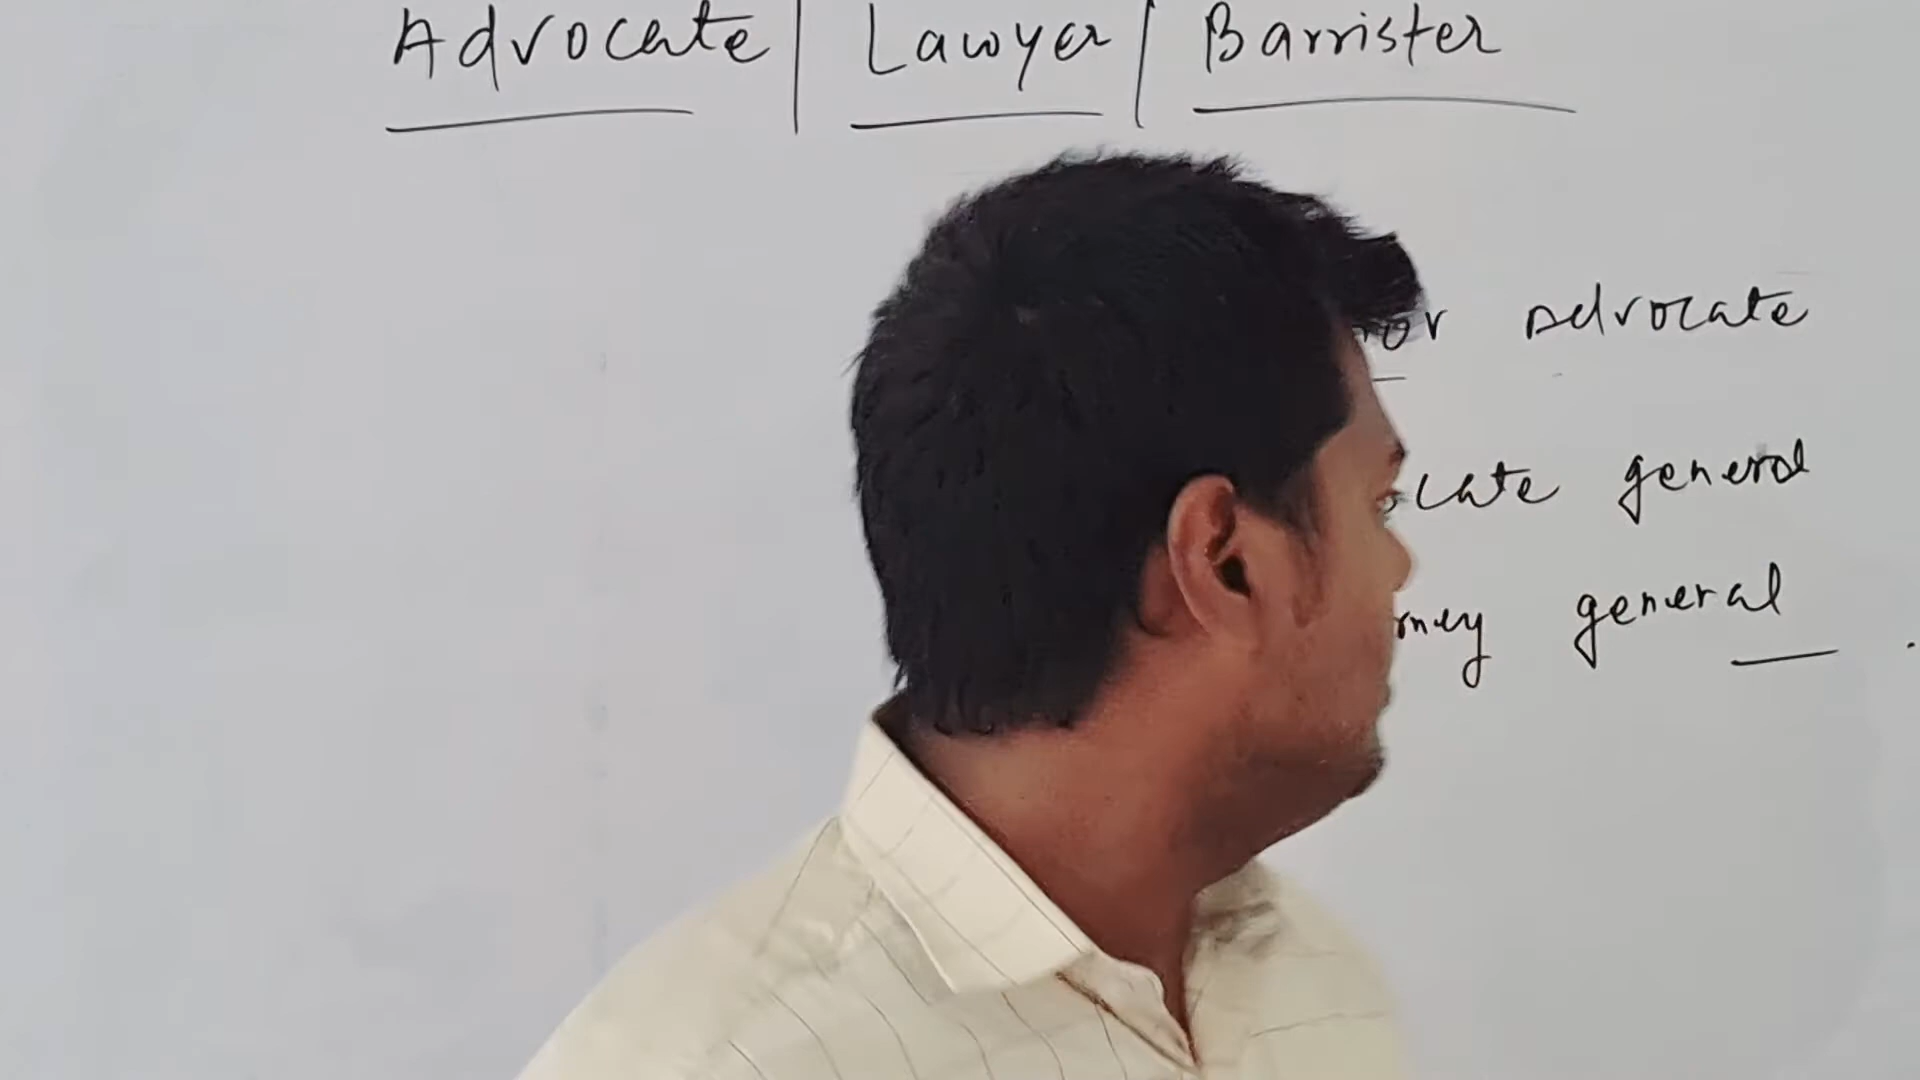 Advocate | Lawyer | Barrister
advocate
general
general